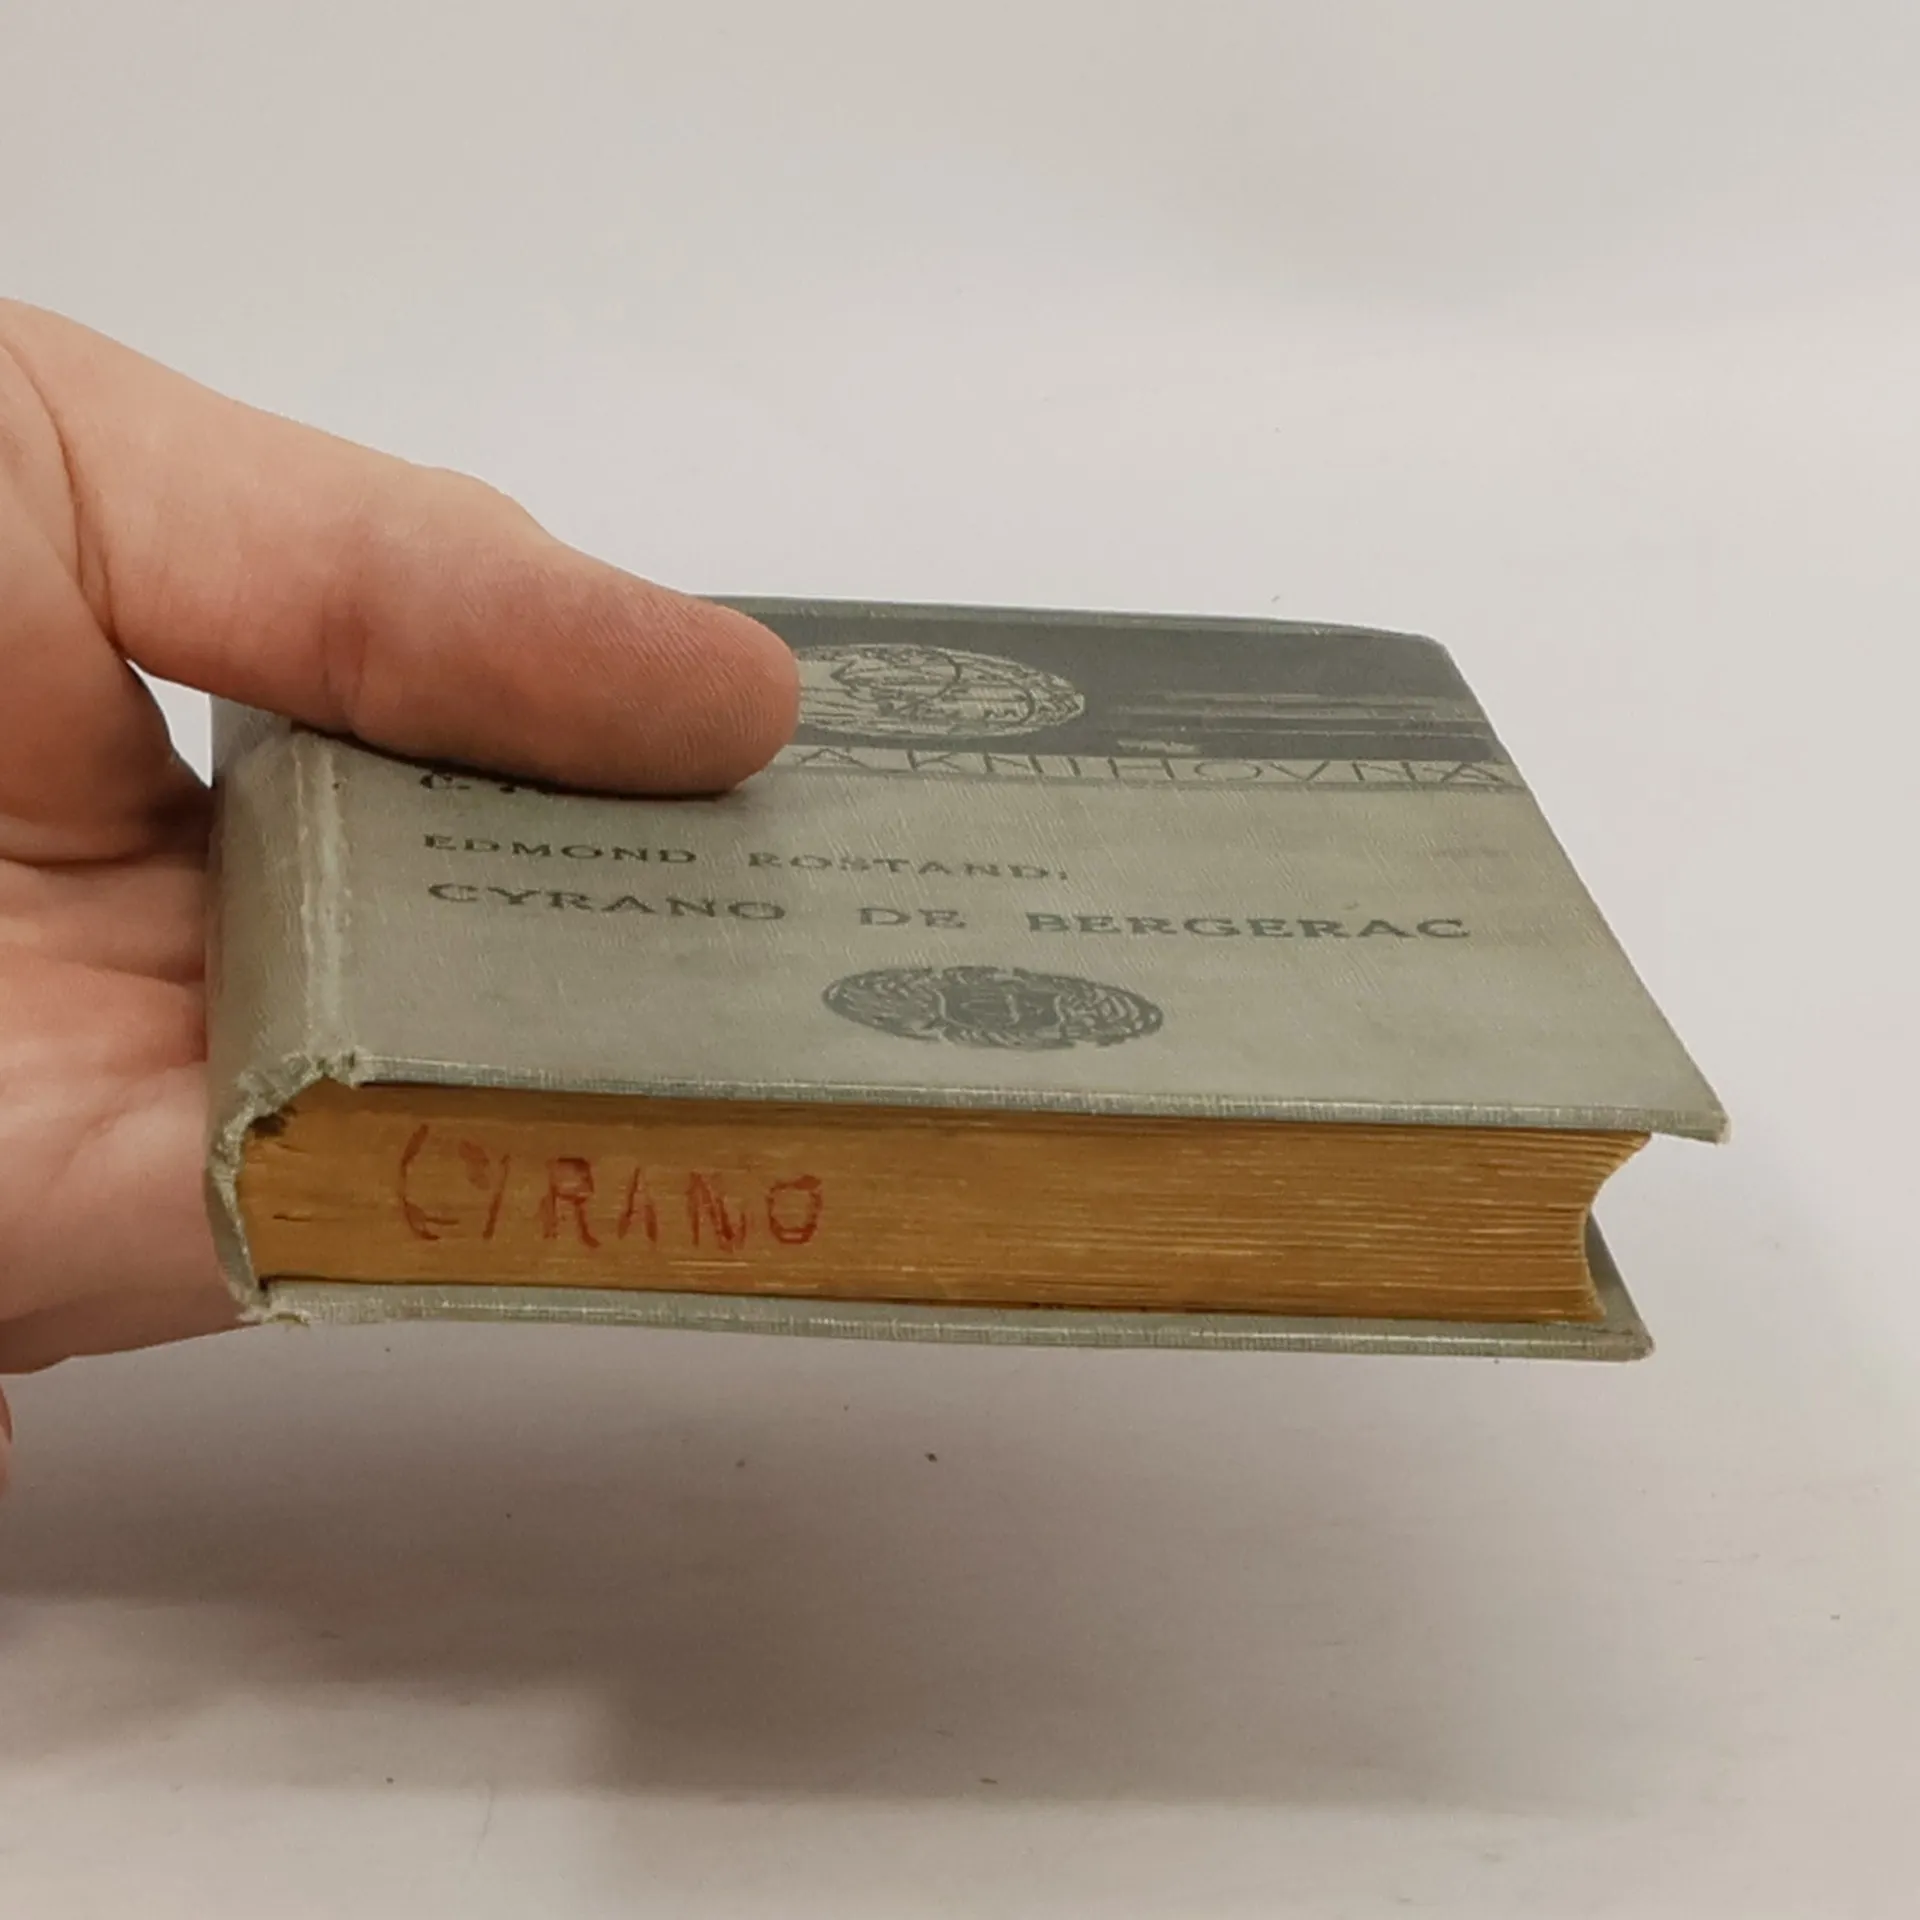 KNIHOVNA
EDMOND ROSTAND:
CYRANO DE BERGERAC
CYRANO